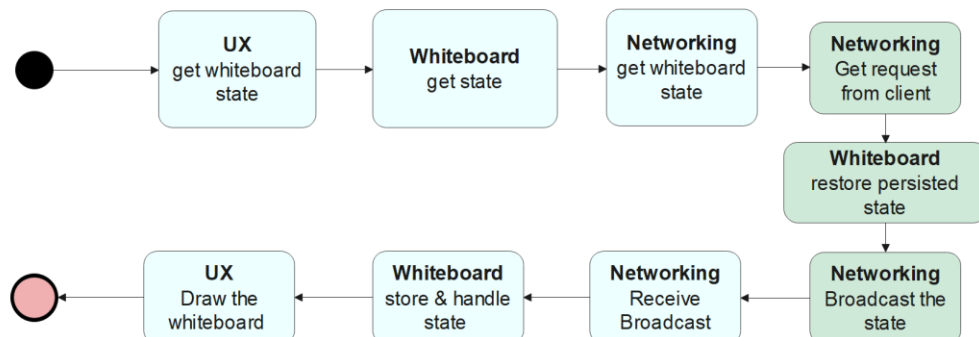 UX
get whiteboard
state
Whiteboard
get state
Networking
get whiteboard
state
Networking
Get request
from client
Whiteboard
restore persisted
state
Networking
Broadcast the
state
Networking
Receive
Broadcast
Whiteboard
store & handle
state
UX
Draw the
whiteboard